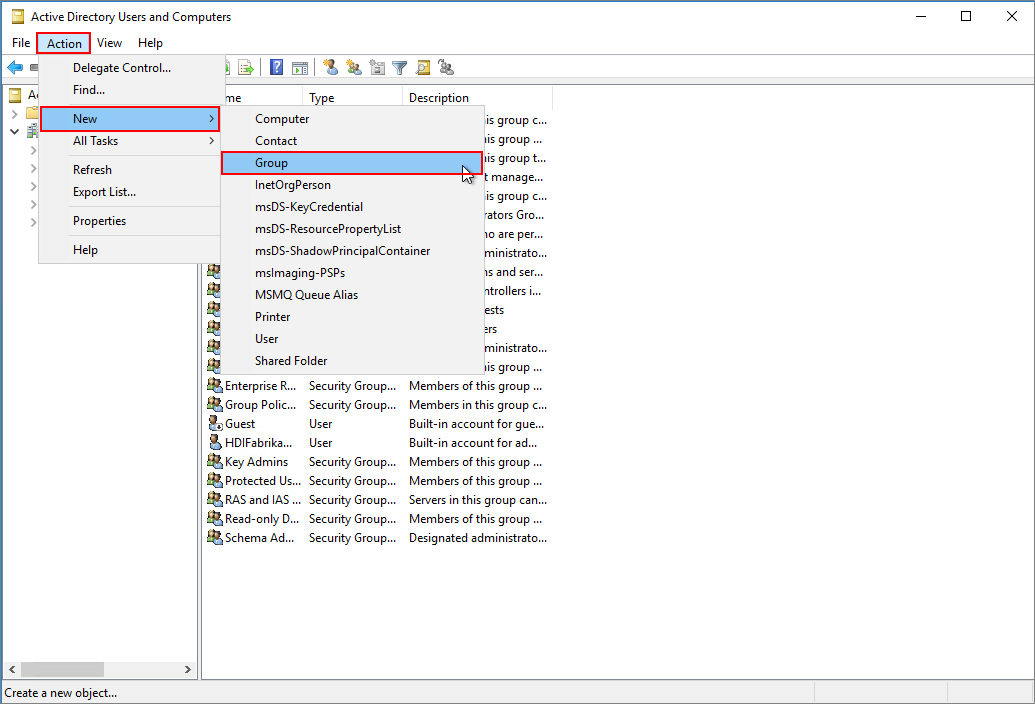 Active Directory Users and Computers
File Action View Help
Delegate Control...
Find...
New
All Tasks
Refresh
Export List...
Properties
Help
Computer
Contact
Group
InetOrgPerson
msDS-KeyCredential
msDS-ResourcePropertyList
msDS-ShadowPrincipalContainer
msImaging-PSPs
MSMQ Queue Alias
Printer
User
Shared Folder
me Type Description
is group c...
is group ...
is group t...
t manage...
is group c...
rators Gro...
no are per...
ministrato...
ns and ser...
ntrollers i...
ests
ers
ministrato...
is group ...
Enterprise R... Security Group... Members of this group ...
Group Polic... Security Group... Members in this group c...
Guest User Built-in account for gue...
HDIFabrika... User Built-in account for ad...
Key Admins Security Group... Members of this group ...
Protected Us... Security Group... Members of this group ...
RAS and IAS ... Security Group... Servers in this group can...
Read-only D... Security Group... Members of this group ...
Schema Ad... Security Group... Designated administrato...
Create a new object...